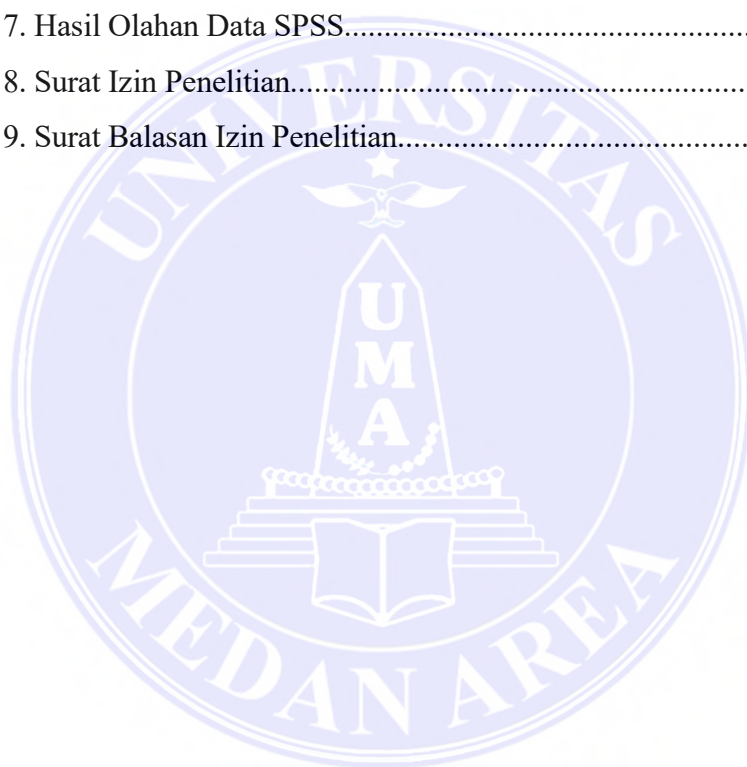 7. Hasil Olahan Data SPSS............................................
8. Surat Izin Penelitian...................................................
9. Surat Balasan Izin Penelitian.....................................
UNIVERSITAS
U
M
A
MEDAN AREA